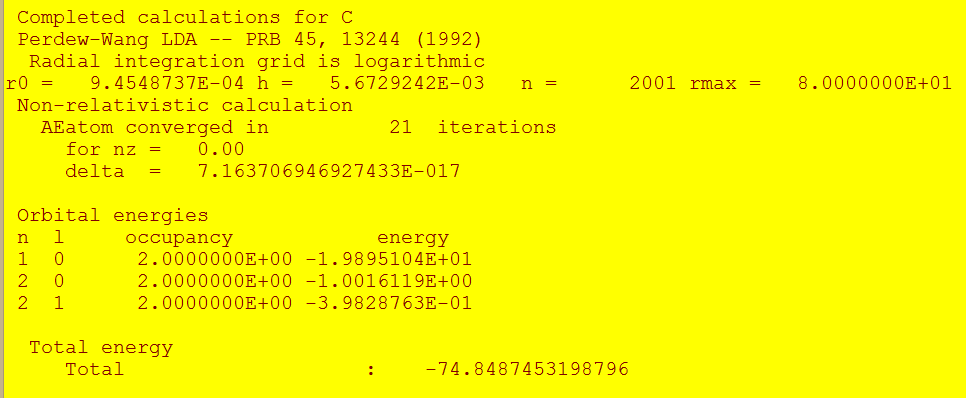 Completed calculations for C
Perdew-Wang LDA -- PRB 45, 13244 (1992)
Radial integration grid is logarithmic
r0 = 9.4548737E-04 h = 5.6729242E-03 n = 2001 rmax = 8.0000000E+01
Non-relativistic calculation
AEatom converged in 21 iterations
for nz = 0.00
delta = 7.163706946927433E-017
Orbital energies
n l occupancy energy
1 0 2.0000000E+00 -1.9895104E+01
2 0 2.0000000E+00 -1.0016119E+00
2 1 2.0000000E+00 -3.9828763E-01
Total energy
Total : -74.8487453198796